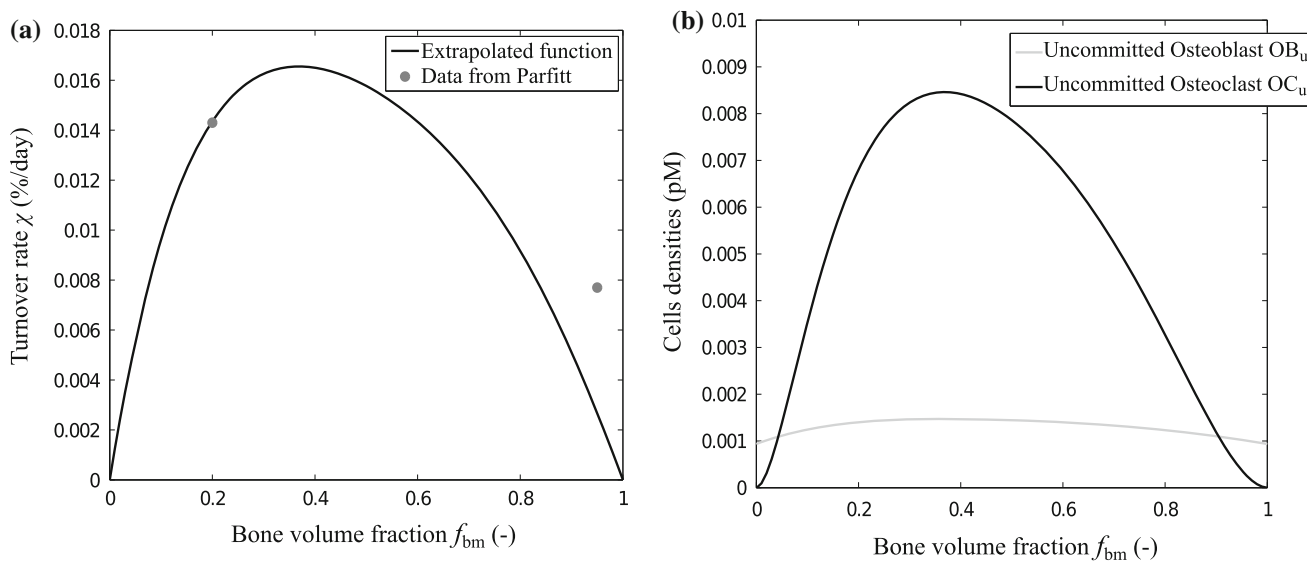 (a)
0.018
0.016
0.014
0.012
0.01
0.008
0.006
0.004
0.002
0
Turnover rate χ (%/day)
Extrapolated function
Data from Parfitt
0 0.2 0.4 0.6 0.8 1
Bone volume fraction f_bm (-)
(b)
0.01
0.009
0.008
0.007
0.006
0.005
0.004
0.003
0.002
0.001
0
Cells densities (pM)
Uncommitted Osteoblast OB_u
Uncommitted Osteoclast OC_u
0 0.2 0.4 0.6 0.8 1
Bone volume fraction f_bm (-)